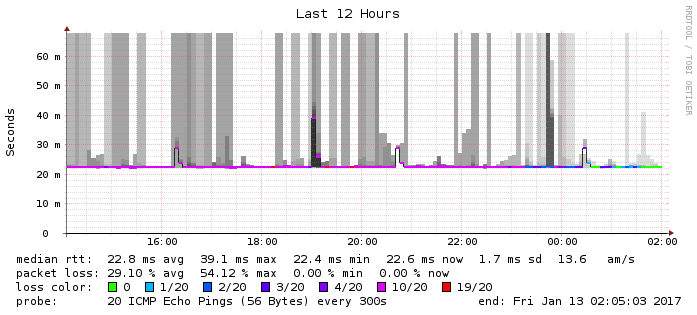 Last 12 Hours
RRDTOOL / TOBI OETIKER
Seconds
60 m
50 m
40 m
30 m
20 m
10 m
0
16:00 18:00 20:00 22:00 00:00 02:00
median rtt: 22.8 ms avg 39.1 ms max 22.4 ms min 22.6 ms now 1.7 ms sd 13.6 am/s
packet loss: 29.10 % avg 54.12 % max 0.00 % min 0.00 % now
loss color: 0 1/20 2/20 3/20 4/20 10/20 19/20
probe: 20 ICMP Echo Pings (56 Bytes) every 300s end: Fri Jan 13 02:05:03 2017